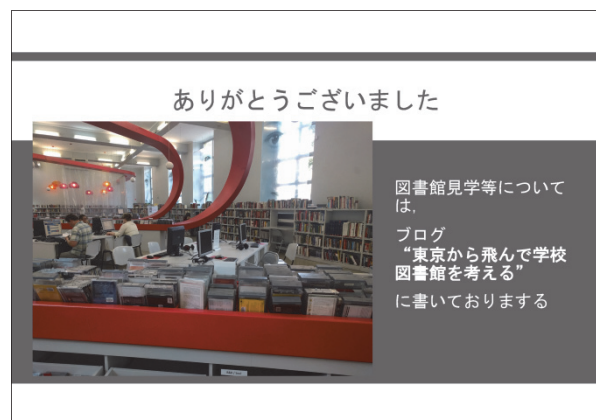 ありがとうございました
図書館見学等について
は,
ブログ
“東京から飛んで学校
図書館を考える”
に書いておりまする